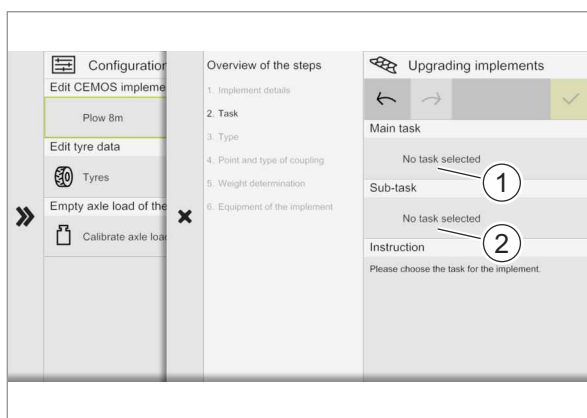 Configuration
Edit CEMOS impleme
Plow 8m
Edit tyre data
Tyres
Empty axle load of the
Calibrate axle load
Overview of the steps
1. Implement details
2. Task
3. Type
4. Point and type of coupling
5. Weight determination
6. Equipment of the implement
Upgrading implements
Main task
No task selected
1
Sub-task
No task selected
2
Instruction
Please choose the task for the implement.